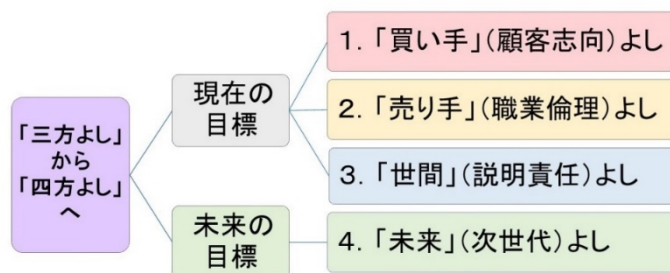 「三方よし」
から
「四方よし」
へ
現在の
目標
1．「買い手」（顧客志向）よし
2．「売り手」（職業倫理）よし
3．「世間」（説明責任）よし
未来の
目標
4．「未来」（次世代）よし